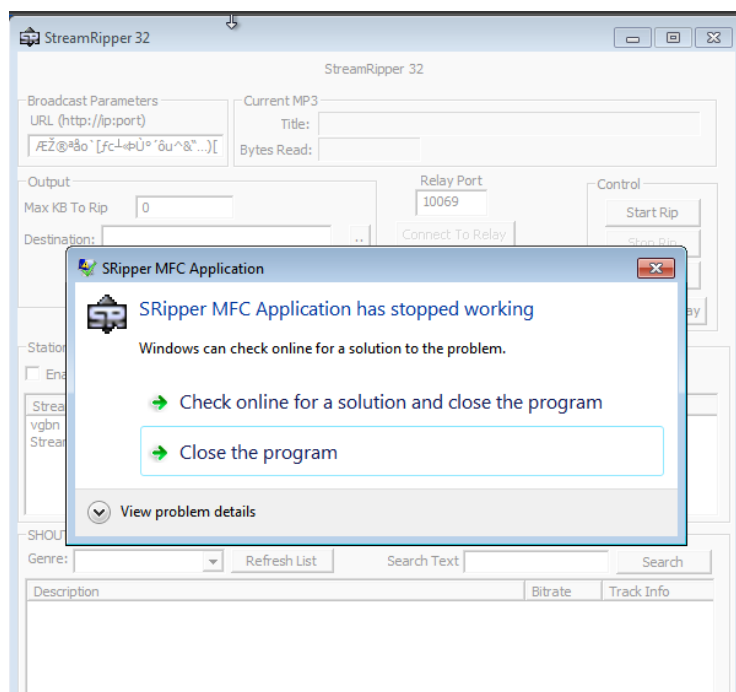 StreamRipper 32
StreamRipper 32
Broadcast Parameters
Current MP3
URL (http://ip:port)
Title:
Bytes Read:
Output
Relay Port
Control
Max KB To Rip
0
10069
Start Rip
Destination:
..
Connect To Relay
Stop Rip
SRipper MFC Application
SRipper MFC Application has stopped working
Windows can check online for a solution to the problem.
Check online for a solution and close the program
Close the program
View problem details
Genre:
Refresh List
Search Text
Search
Description
Bitrate
Track Info
vgbn